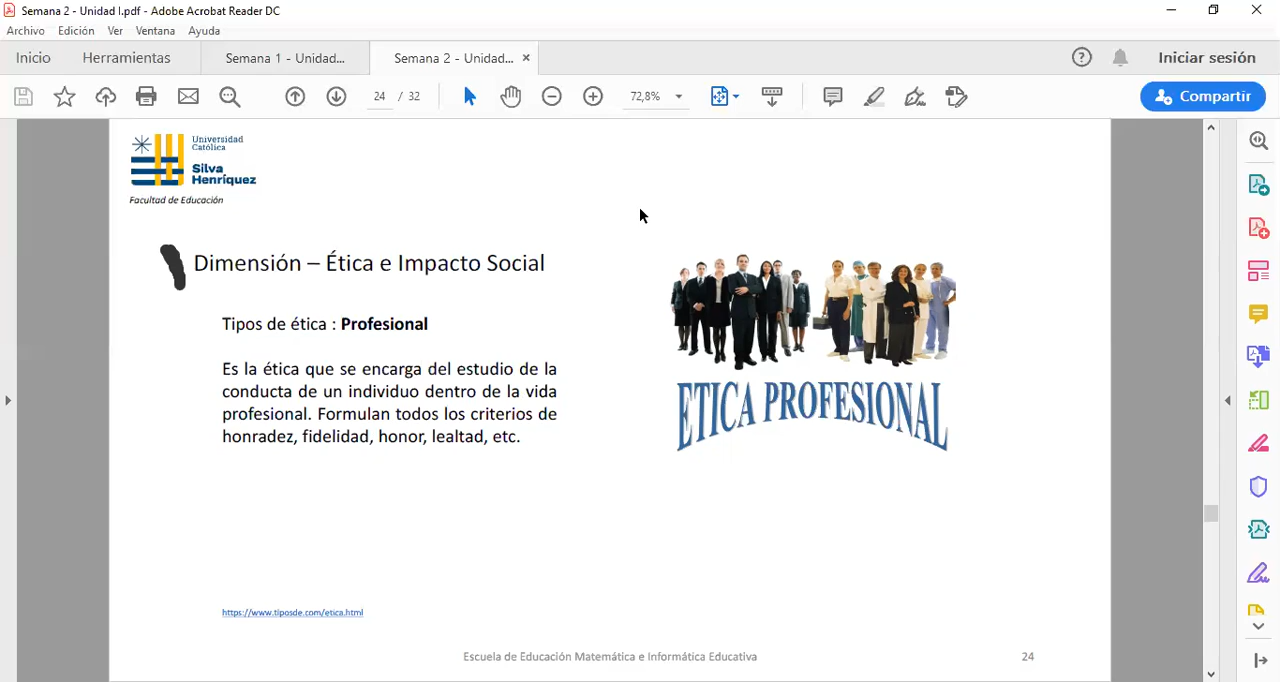 Semana 2 - Unidad I.pdf - Adobe Acrobat Reader DC
Archivo Edición Ver Ventana Ayuda
Inicio Herramientas Semana 1 - Unidad... Semana 2 - Unidad... × Iniciar sesión
24 / 32 72,8% Compartir
Universidad
Católica
Silva
Henríquez
Facultad de Educación
Dimensión – Ética e Impacto Social
Tipos de ética : Profesional
Es la ética que se encarga del estudio de la
conducta de un individuo dentro de la vida
profesional. Formulan todos los criterios de
honradez, fidelidad, honor, lealtad, etc.
ETICA PROFESIONAL
https://www.tiposde.com/etica.html
Escuela de Educación Matemática e Informática Educativa 24